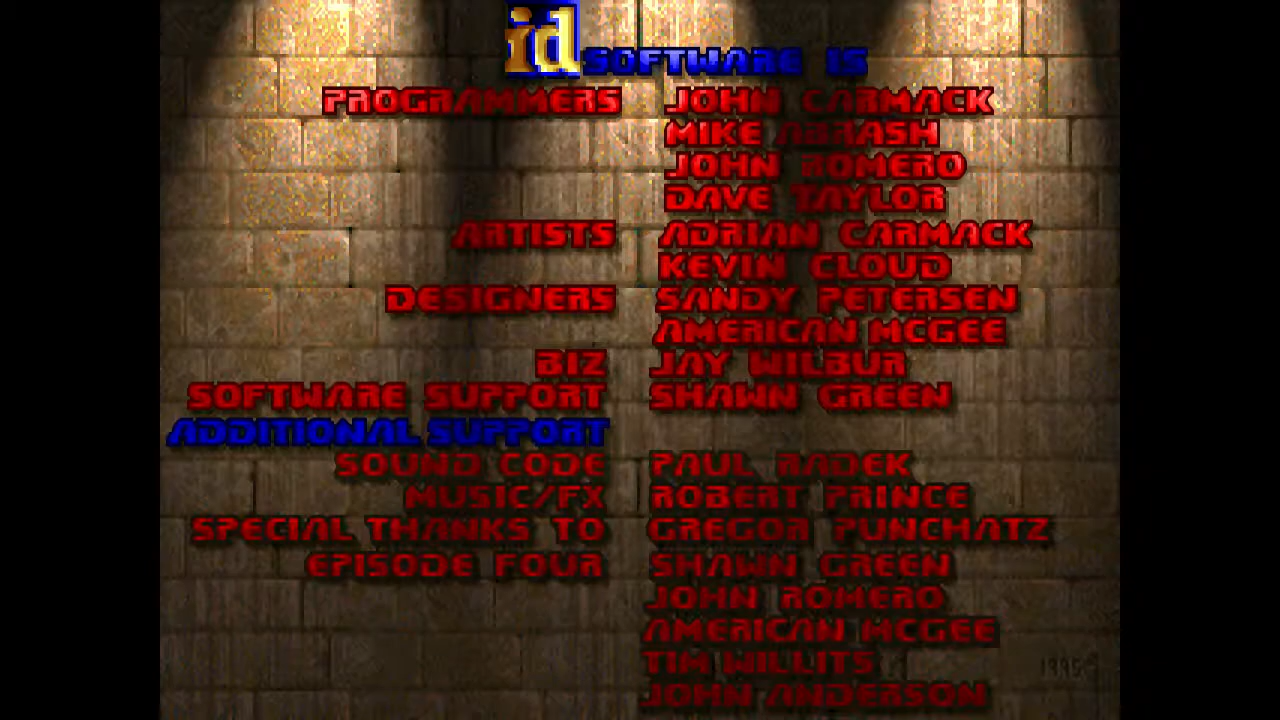 id SOFTWARE IS
PROGRAMMERS JOHN CARMACK
MIKE ABRASH
JOHN ROMERO
DAVE TAYLOR
ARTISTS ADRIAN CARMACK
KEVIN CLOUD
DESIGNERS SANDY PETERSEN
AMERICAN MCGEE
BIZ JAY WILBUR
SOFTWARE SUPPORT SHAWN GREEN
ADDITIONAL SUPPORT
SOUND CODE PAUL RADEK
MUSIC/FX ROBERT PRINCE
SPECIAL THANKS TO GREGOR PUNCHATZ
EPISODE FOUR SHAWN GREEN
JOHN ROMERO
AMERICAN MCGEE
TIM WILLITS
JOHN ANDERSON